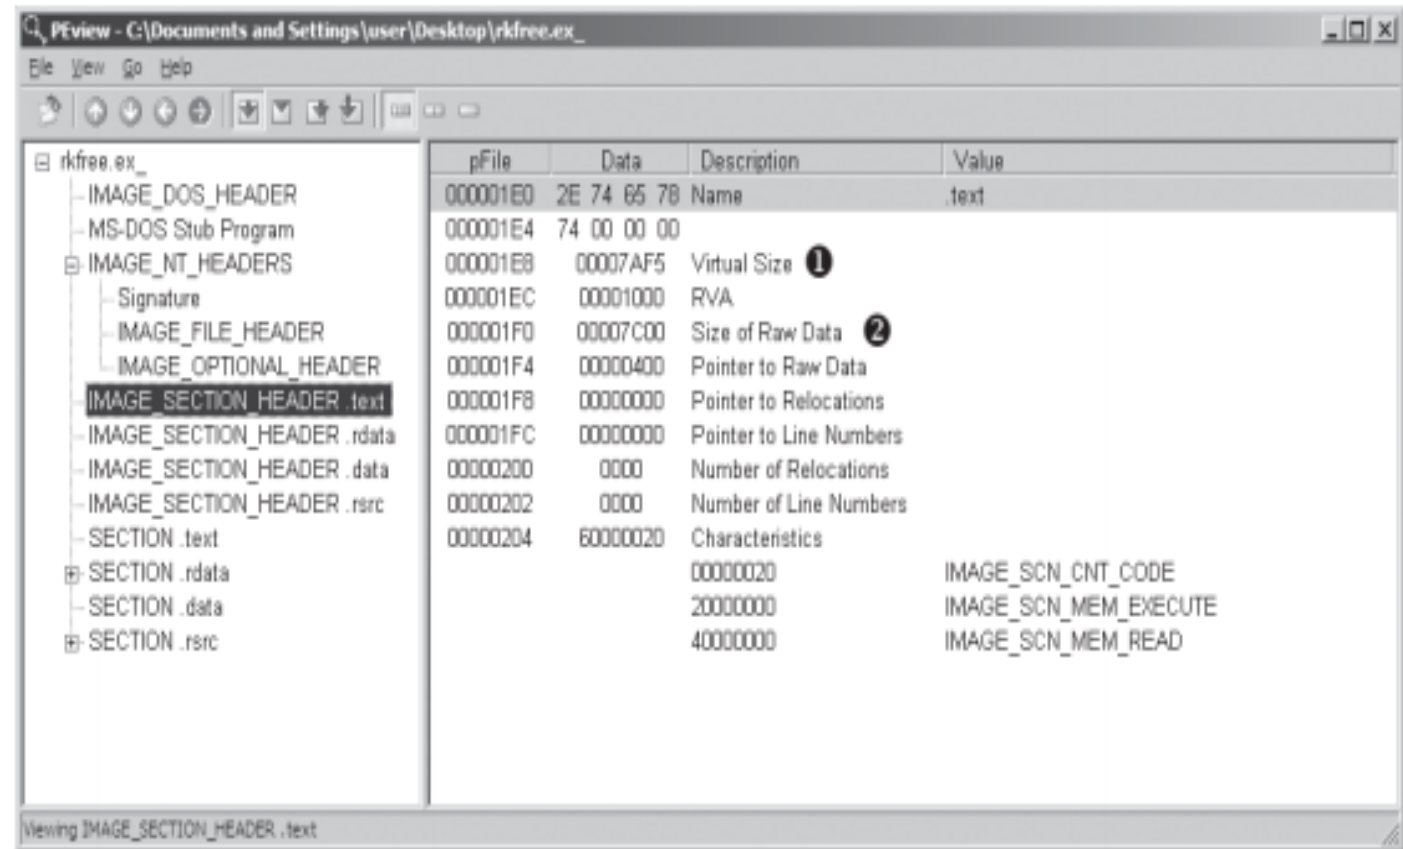 PEview - C:\Documents and Settings\user\Desktop\rkfree.ex_
File View Go Help
rkfree.ex_
IMAGE_DOS_HEADER
MS-DOS Stub Program
IMAGE_NT_HEADERS
Signature
IMAGE_FILE_HEADER
IMAGE_OPTIONAL_HEADER
IMAGE_SECTION_HEADER .text
IMAGE_SECTION_HEADER .rdata
IMAGE_SECTION_HEADER .data
IMAGE_SECTION_HEADER .rsrc
SECTION .text
SECTION .rdata
SECTION .data
SECTION .rsrc
pFile Data Description Value
000001E0 2E 74 65 78 Name .text
000001E4 74 00 00 00
000001E8 00007AF5 Virtual Size ❶
000001EC 00001000 RVA
000001F0 00007C00 Size of Raw Data ❷
000001F4 00000400 Pointer to Raw Data
000001F8 00000000 Pointer to Relocations
000001FC 00000000 Pointer to Line Numbers
00000200 0000 Number of Relocations
00000202 0000 Number of Line Numbers
00000204 60000020 Characteristics
00000020 IMAGE_SCN_CNT_CODE
20000000 IMAGE_SCN_MEM_EXECUTE
40000000 IMAGE_SCN_MEM_READ
Viewing IMAGE_SECTION_HEADER .text